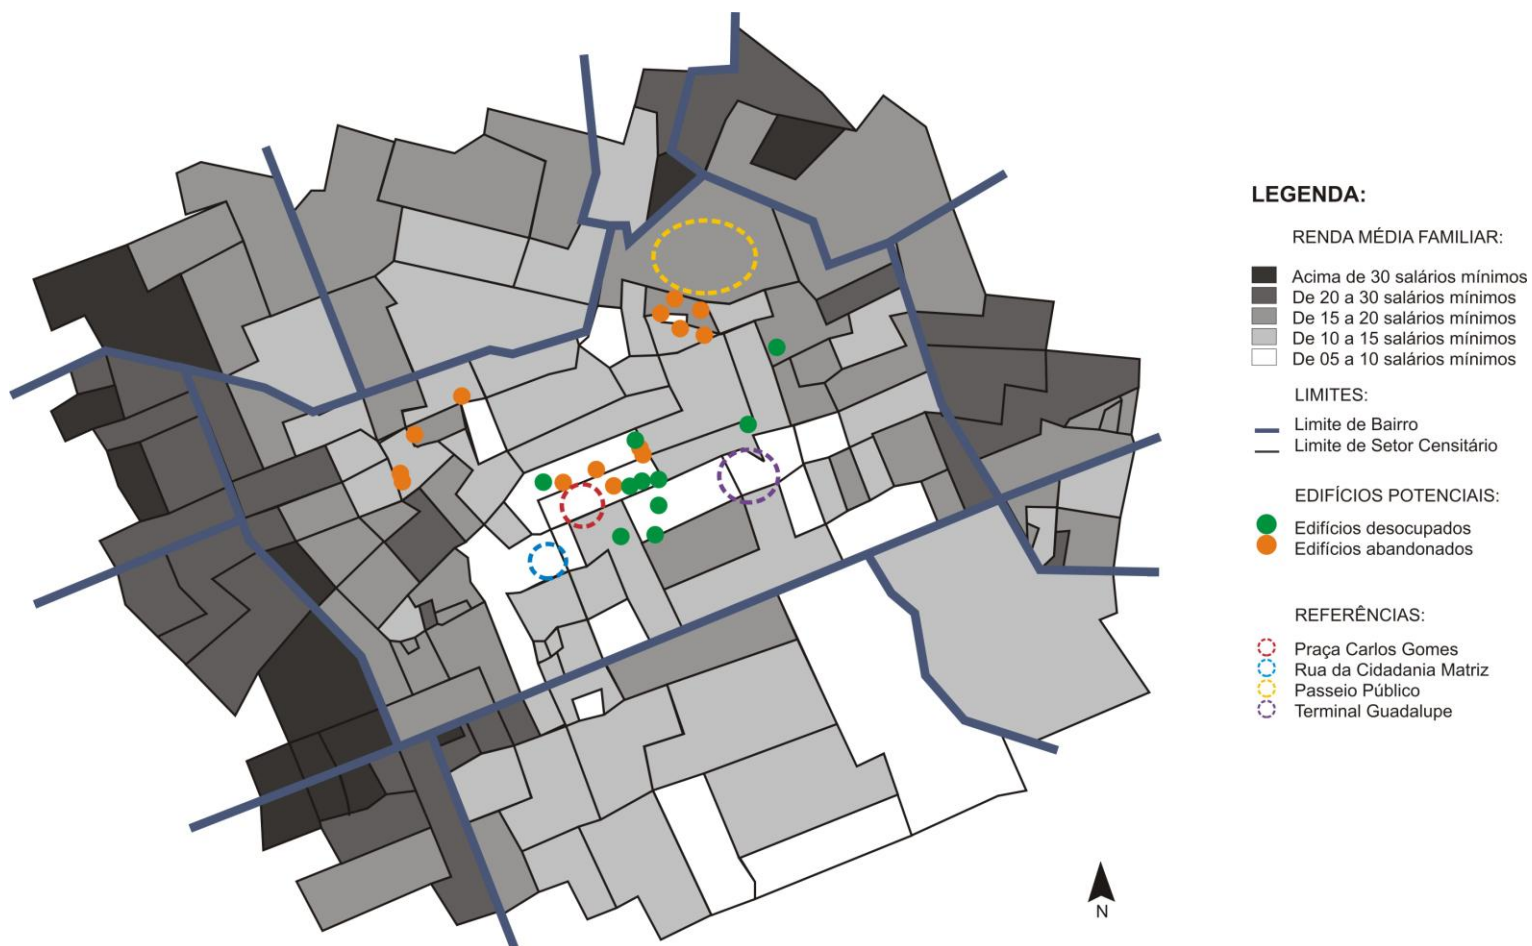 LEGENDA:
RENDA MÉDIA FAMILIAR:
Acima de 30 salários mínimos
De 20 a 30 salários mínimos
De 15 a 20 salários mínimos
De 10 a 15 salários mínimos
De 05 a 10 salários mínimos
LIMITES:
Limite de Bairro
Limite de Setor Censitário
EDIFÍCIOS POTENCIAIS:
Edifícios desocupados
Edifícios abandonados
REFERÊNCIAS:
Praça Carlos Gomes
Rua da Cidadania Matriz
Passeio Público
Terminal Guadalupe
N